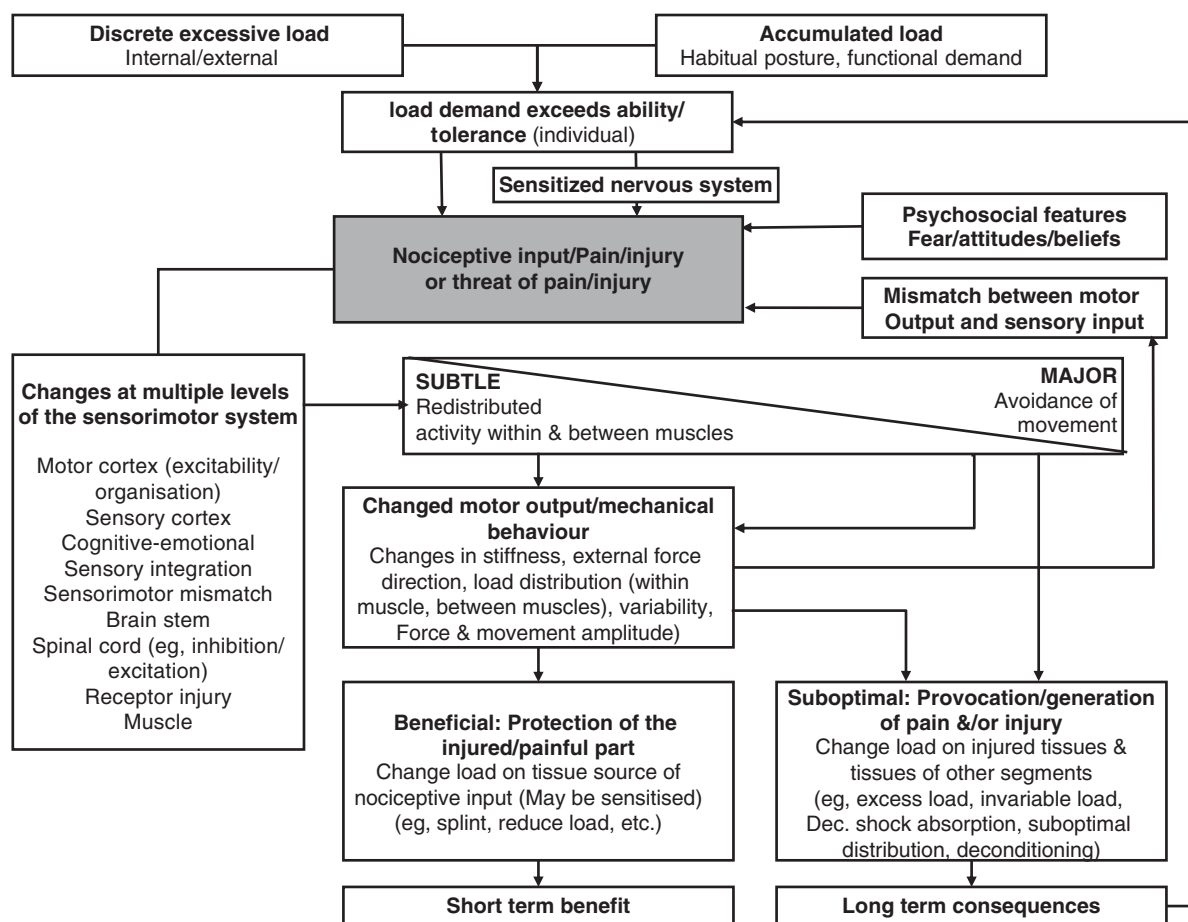 Discrete excessive load
Internal/external
Accumulated load
Habitual posture, functional demand
load demand exceeds ability/
tolerance (individual)
Sensitized nervous system
Psychosocial features
Fear/attitudes/beliefs
Nociceptive input/Pain/injury
or threat of pain/injury
Mismatch between motor
Output and sensory input
Changes at multiple levels
of the sensorimotor system
Motor cortex (excitability/
organisation)
Sensory cortex
Cognitive-emotional
Sensory integration
Sensorimotor mismatch
Brain stem
Spinal cord (eg, inhibition/
excitation)
Receptor injury
Muscle
SUBTLE
Redistributed
activity within & between muscles
MAJOR
Avoidance of
movement
Changed motor output/mechanical
behaviour
Changes in stiffness, external force
direction, load distribution (within
muscle, between muscles), variability,
Force & movement amplitude)
Beneficial: Protection of the
injured/painful part
Change load on tissue source of
nociceptive input (May be sensitised)
(eg, splint, reduce load, etc.)
Suboptimal: Provocation/generation
of pain &/or injury
Change load on injured tissues &
tissues of other segments
(eg, excess load, invariable load,
Dec. shock absorption, suboptimal
distribution, deconditioning)
Short term benefit
Long term consequences